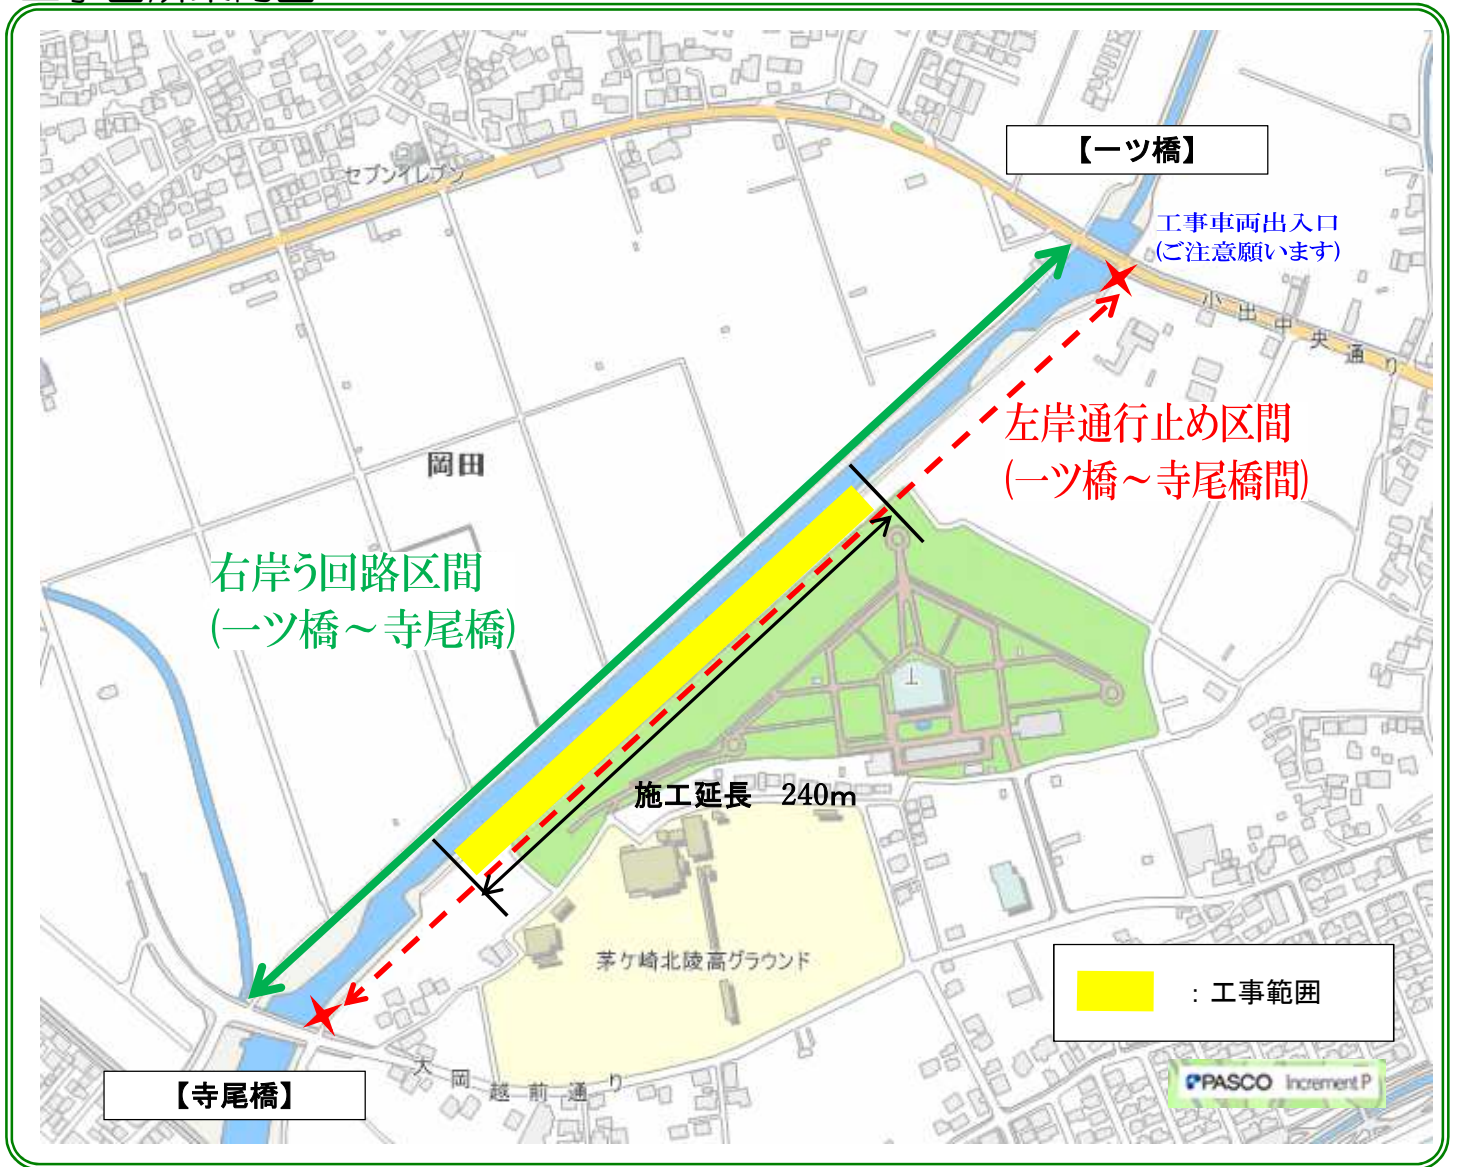 【一ツ橋】
セブンイレブン
工事車両出入口
(ご注意願います)
小出中央通り
左岸通行止め区間
(一ツ橋～寺尾橋間)
岡田
右岸う回路区間
(一ツ橋～寺尾橋)
施工延長　240m
茅ケ崎北陵高グラウンド
：工事範囲
大岡越前通り
PASCO Increment P
【寺尾橋】